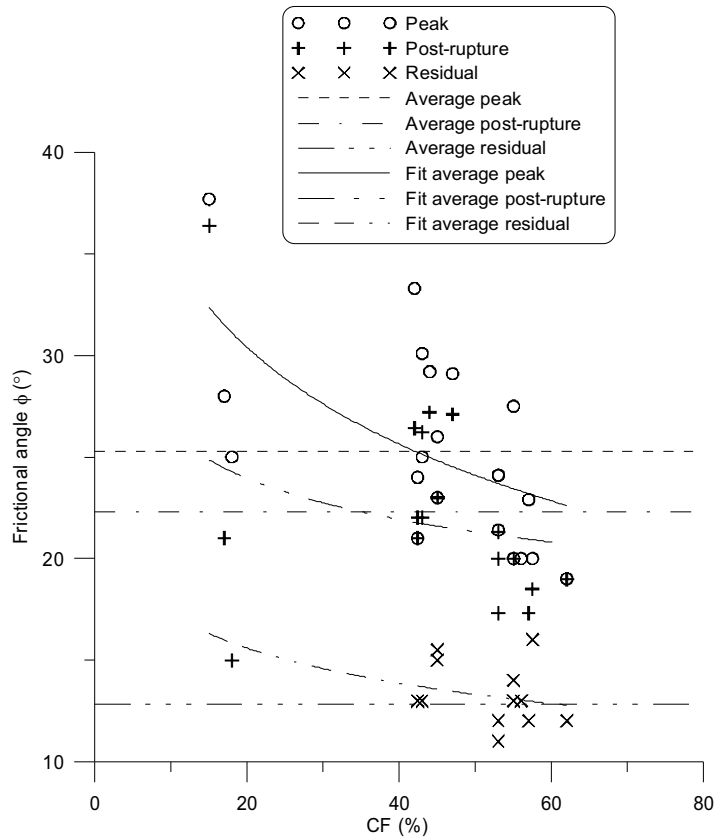 Peak
Post-rupture
Residual
Average peak
Average post-rupture
Average residual
Fit average peak
Fit average post-rupture
Fit average residual
40
30
20
10
Frictional angle ϕ (°)
0 20 40 60 80
CF (%)